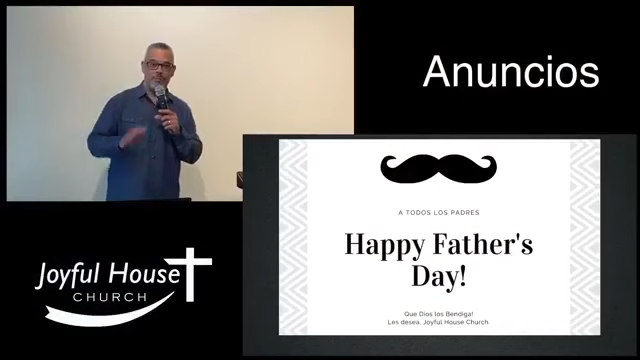 Anuncios
A TODOS LOS PADRES
Happy Father's
Day!
Que Dios los Bendiga!
Les desea, Joyful House Church
Joyful House
CHURCH